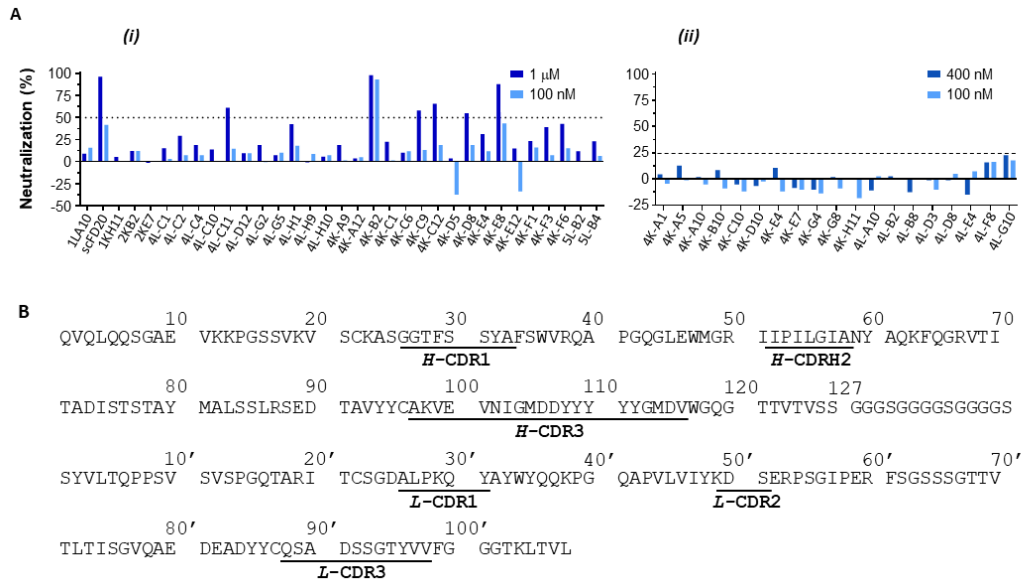 A
(i)
(ii)
Neutralization (%)
100
75
50
25
0
-25
-50
1 µM
100 nM
1LA10 scFD20 1KH11 2KB2 2KE7 4L-C1 4L-C2 4L-C4 4L-C10 4L-C11 4L-D12 4L-G2 4L-G5 4L-H1 4L-H9 4L-H10 4K-A9 4K-A12 4K-B2 4K-C1 4K-C6 4K-C9 4K-C12 4K-D5 4K-D8 4K-E4 4K-E8 4K-E12 4K-F1 4K-F3 4K-F6 5L-B2 5L-B4
100
75
50
25
0
-25
400 nM
100 nM
4K-A1 4K-A5 4K-A10 4K-B10 4K-C10 4K-D10 4K-E4 4K-E7 4K-G4 4K-G8 4K-H11 4L-A10 4L-B2 4L-B8 4L-D3 4L-D8 4L-E4 4L-F8 4L-G10
B
10 20 30 40 50 60 70
QVQLQQSGAE VKKPGSSVKV SCKASGGTFS SYAFSWVRQA PGQGLEWMGR IIPILGIANY AQKFQGRVTI
H-CDR1 H-CDRH2
80 90 100 110 120 127
TADISTSTAY MALSSLRSED TAVYYCAKVE VNIGMDDYYY YYGMDVWGQG TTVTVSS GGGSGGGGSGGGGS
H-CDR3
10’ 20’ 30’ 40’ 50’ 60’ 70’
SYVLTQPPSV SVSPGQTARI TCSGDALPKQ YAYWYQQKPG QAPVLVIYKD SERPSGIPER FSGSSSGTTV
L-CDR1 L-CDR2
80’ 90’ 100’
TLTISGVQAE DEADYYCQSA DSSGTYVVFG GGTKLTVL
L-CDR3